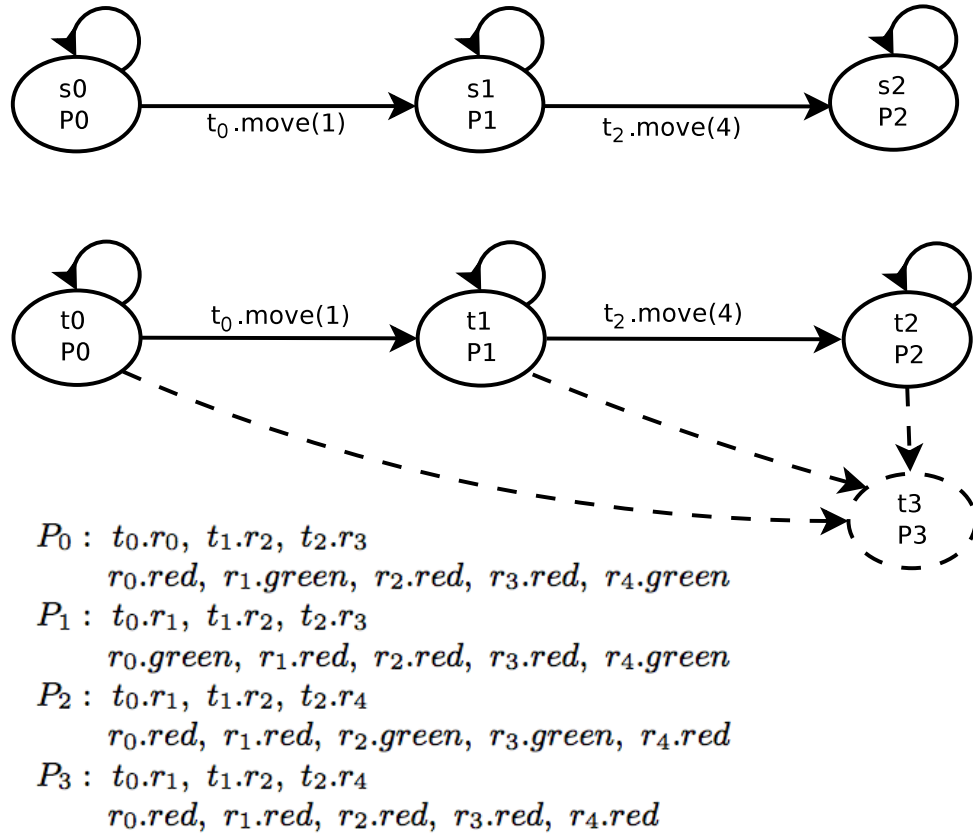 s0
P0
s1
P1
s2
P2
t₀.move(1)
t₂.move(4)
t0
P0
t₀.move(1)
t1
P1
t₂.move(4)
t2
P2
t3
P3
P₀ : t₀.r₀, t₁.r₂, t₂.r₃
r₀.red, r₁.green, r₂.red, r₃.red, r₄.green
P₁ : t₀.r₁, t₁.r₂, t₂.r₃
r₀.green, r₁.red, r₂.red, r₃.red, r₄.green
P₂ : t₀.r₁, t₁.r₂, t₂.r₄
r₀.red, r₁.red, r₂.green, r₃.green, r₄.red
P₃ : t₀.r₁, t₁.r₂, t₂.r₄
r₀.red, r₁.red, r₂.red, r₃.red, r₄.red